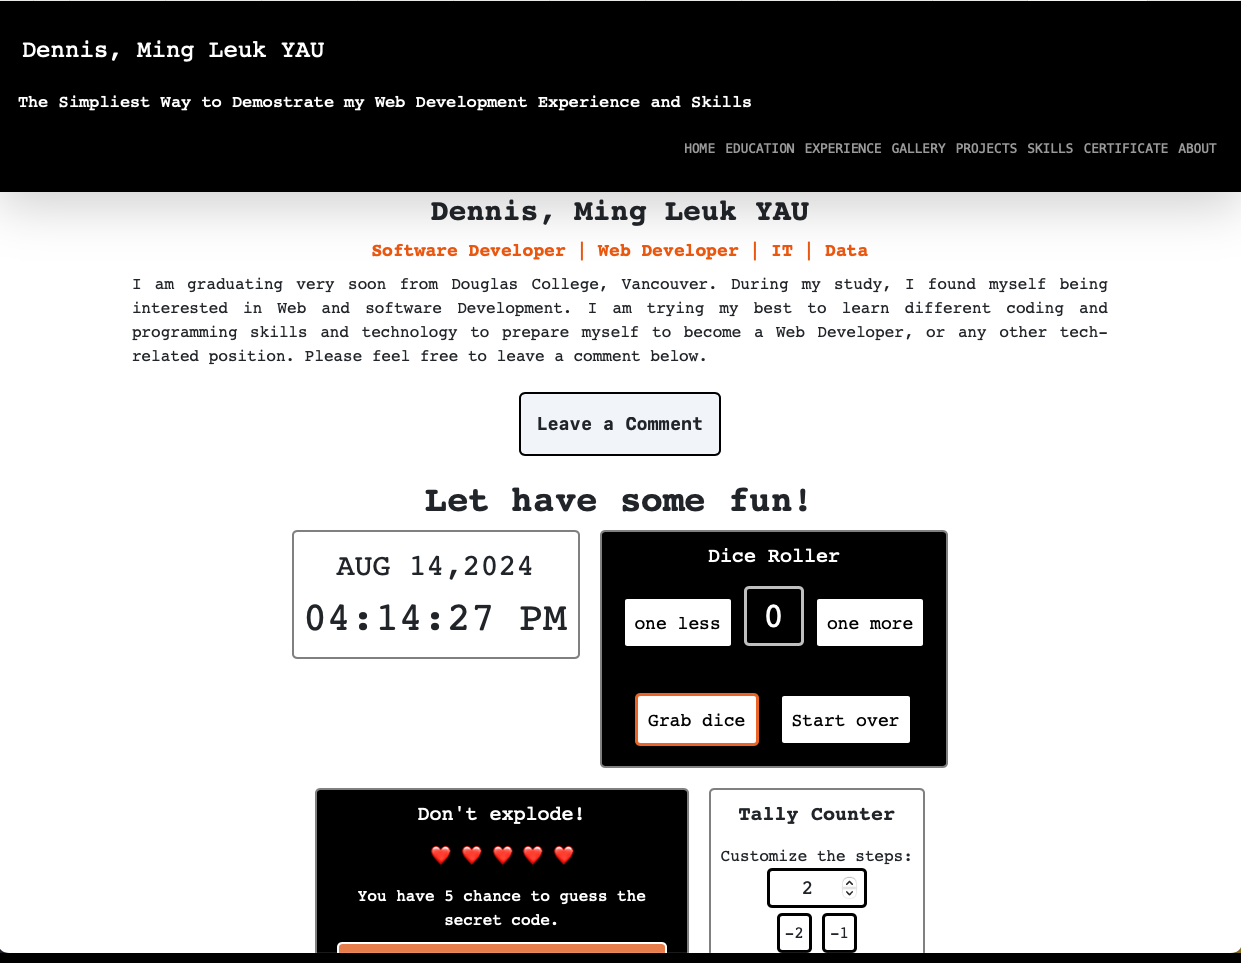 Dennis, Ming Leuk YAU
The Simpliest Way to Demostrate my Web Development Experience and Skills
HOME EDUCATION EXPERIENCE GALLERY PROJECTS SKILLS CERTIFICATE ABOUT
Dennis, Ming Leuk YAU
Software Developer | Web Developer | IT | Data
I am graduating very soon from Douglas College, Vancouver. During my study, I found myself being
interested in Web and software Development. I am trying my best to learn different coding and
programming skills and technology to prepare myself to become a Web Developer, or any other tech-
related position. Please feel free to leave a comment below.
Leave a Comment
Let have some fun!
AUG 14,2024
04:14:27 PM
Dice Roller
one less 0 one more
Grab dice Start over
Don't explode!
You have 5 chance to guess the
secret code.
Tally Counter
Customize the steps:
2
-2 -1